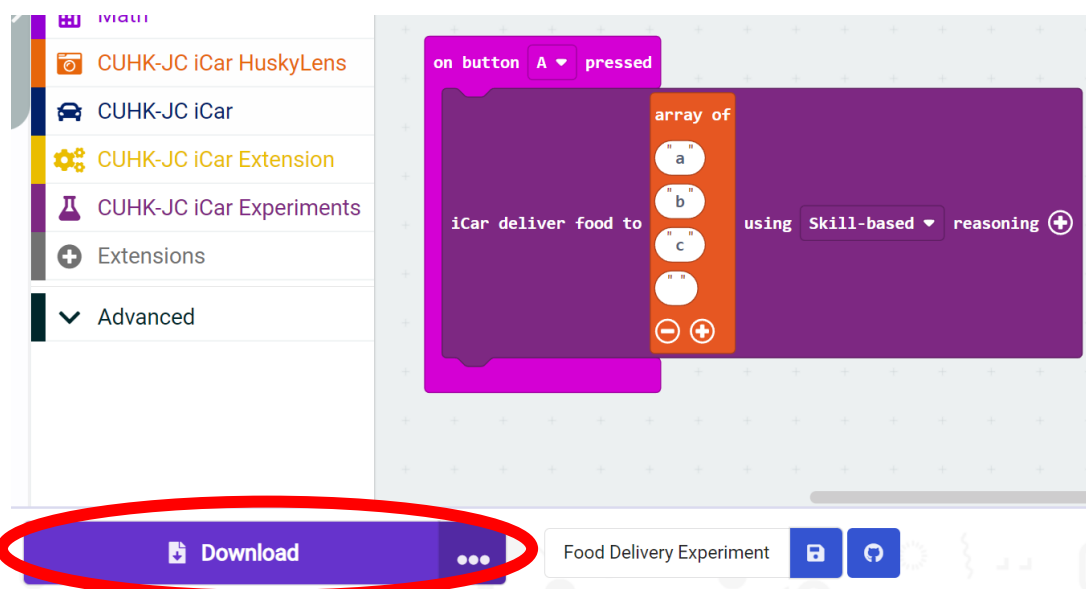 Math
CUHK-JC iCar HuskyLens
CUHK-JC iCar
CUHK-JC iCar Extension
CUHK-JC iCar Experiments
Extensions
Advanced
on button A pressed
array of
"a"
"b"
"c"
" "
iCar deliver food to
using Skill-based reasoning
Download
Food Delivery Experiment